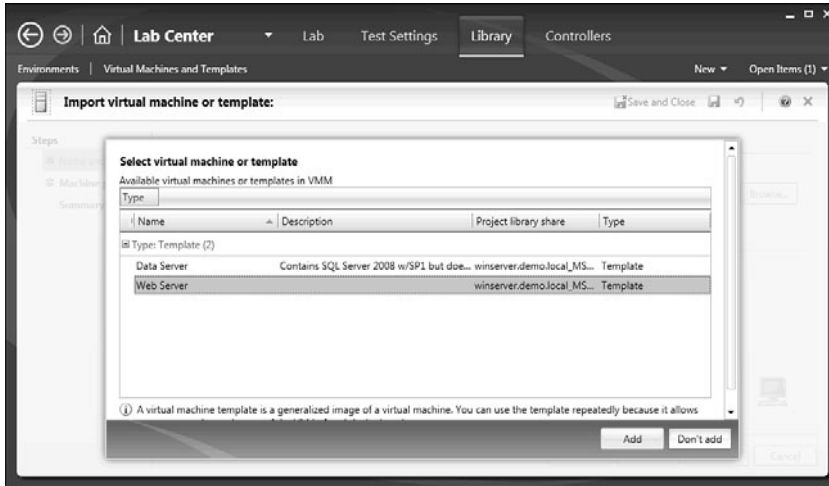 Lab Center Lab Test Settings Library Controllers
Environments | Virtual Machines and Templates New Open Items (1)
Import virtual machine or template: Save and Close
Steps
Name and
Machine
Summary
Browse...
Select virtual machine or template
Available virtual machines or templates in VMM
Type
Name Description Project library share Type
Type: Template (2)
Data Server Contains SQL Server 2008 w/SP1 but doe... winserver.demo.local_MS... Template
Web Server winserver.demo.local_MS... Template
A virtual machine template is a generalized image of a virtual machine. You can use the template repeatedly because it allows
Add Don't add
Cancel